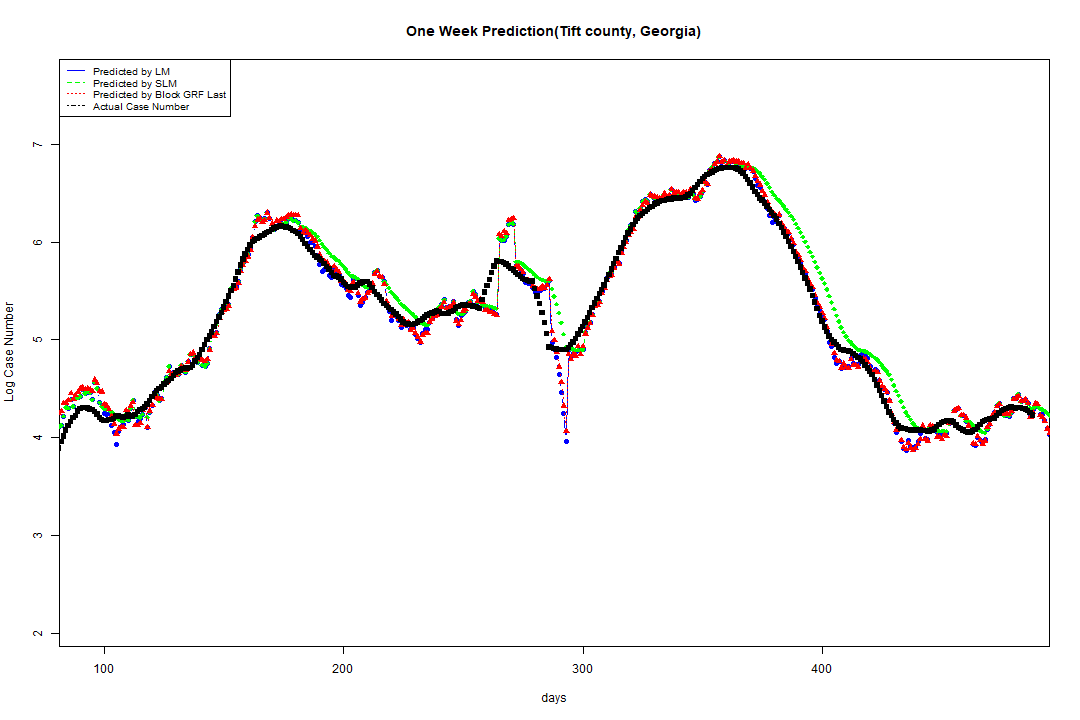 One Week Prediction(Tift county, Georgia)
Predicted by LM
Predicted by SLM
Predicted by Block GRF Last
Actual Case Number
7
6
5
4
3
2
Log Case Number
100 200 300 400
days